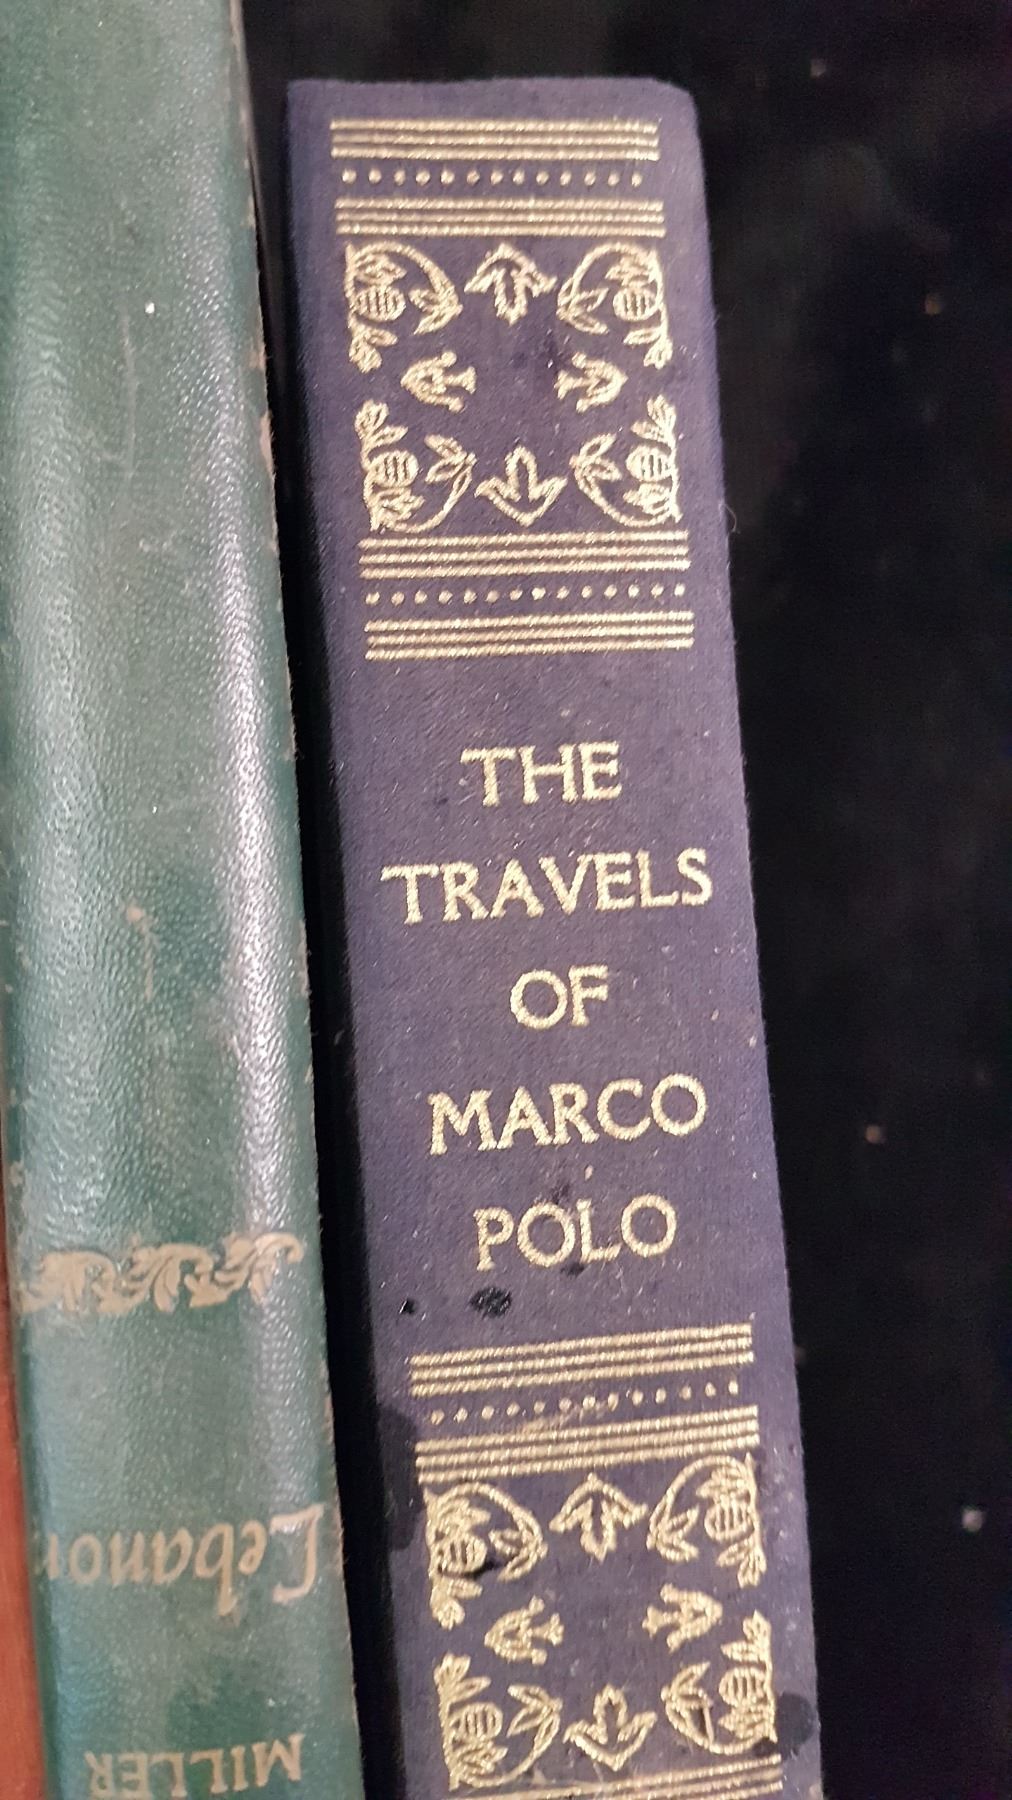 THE
TRAVELS
OF
MARCO
POLO
Lebanon
MILLER